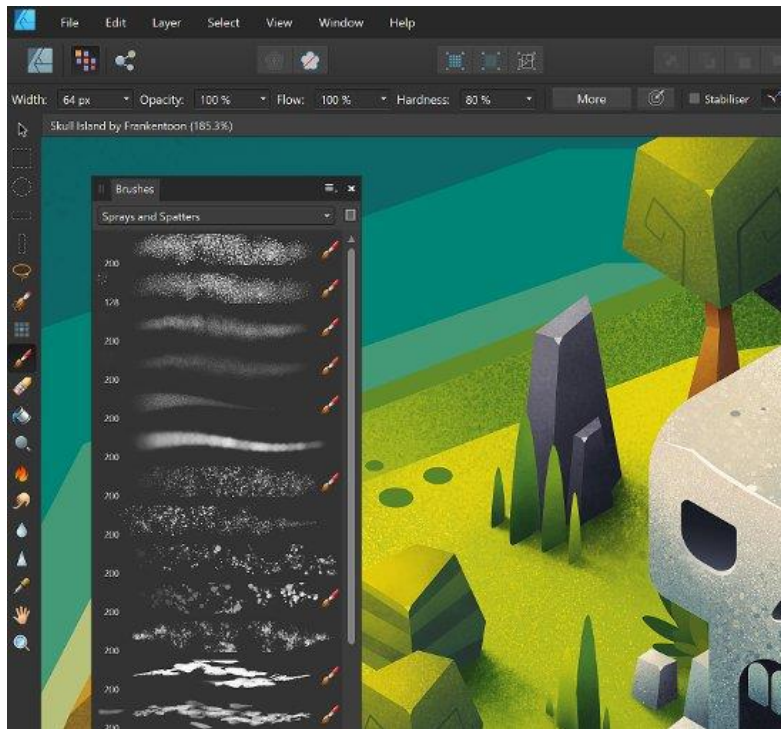 File Edit Layer Select View Window Help
Width: 64 px Opacity: 100 % Flow: 100 % Hardness: 80 % More Stabiliser
Skull Island by Frankentoon (185.3%)
Brushes
Sprays and Spatters
200
128
200
200
200
200
200
200
200
200
200
200
200